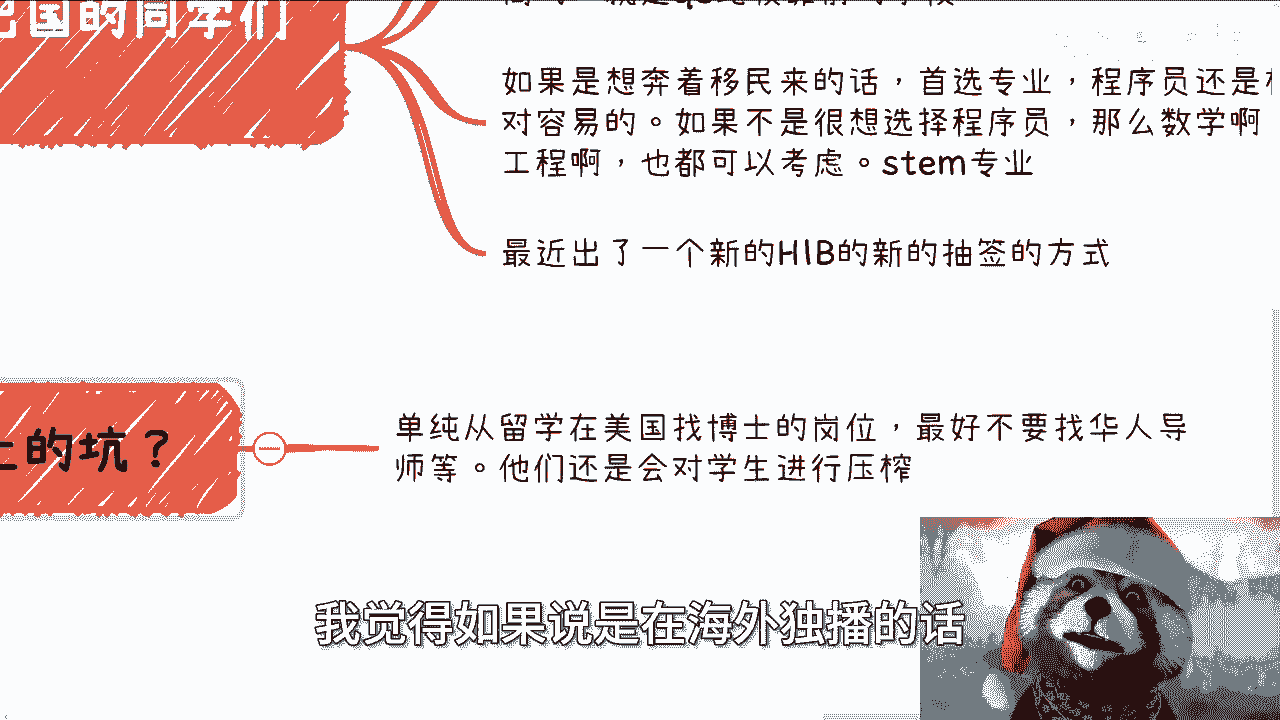 国的同学们
如果是想奔着移民来的话，首选专业，程序员还是
对容易的。如果不是很想选择程序员，那么数学啊
工程啊，也都可以考虑。stem专业
最近出了一个新的H1B的新的抽签的方式
的坑？
单纯从留学在美国找博士的岗位，最好不要找华人导
师等。他们还是会对学生进行压榨
我觉得如果说是在海外独播的话